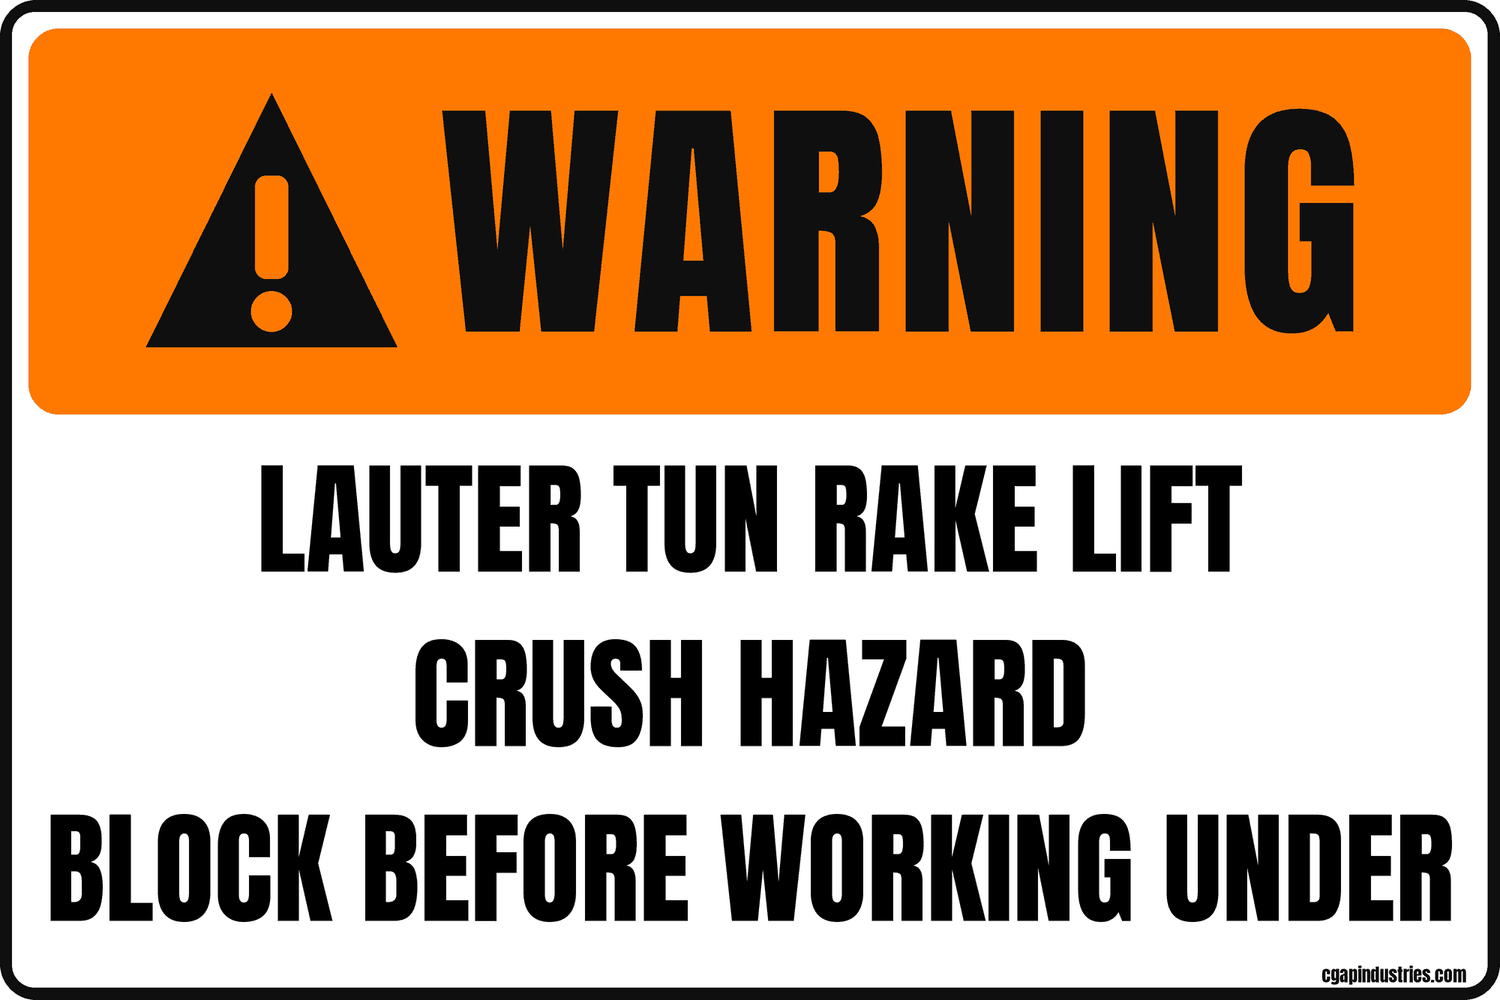 WARNING
LAUTER TUN RAKE LIFT
CRUSH HAZARD
BLOCK BEFORE WORKING UNDER
cgapindustries.com